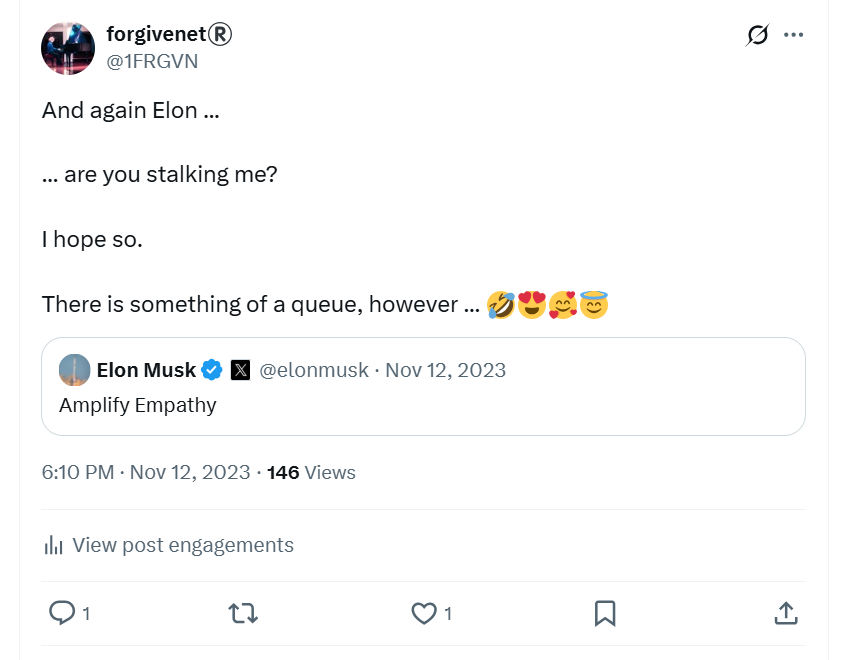 forgivenet®
@1FRGVN
And again Elon ...
... are you stalking me?
I hope so.
There is something of a queue, however ... 🤣😍🥰😇
Elon Musk @elonmusk · Nov 12, 2023
Amplify Empathy
6:10 PM · Nov 12, 2023 · 146 Views
View post engagements
1 1